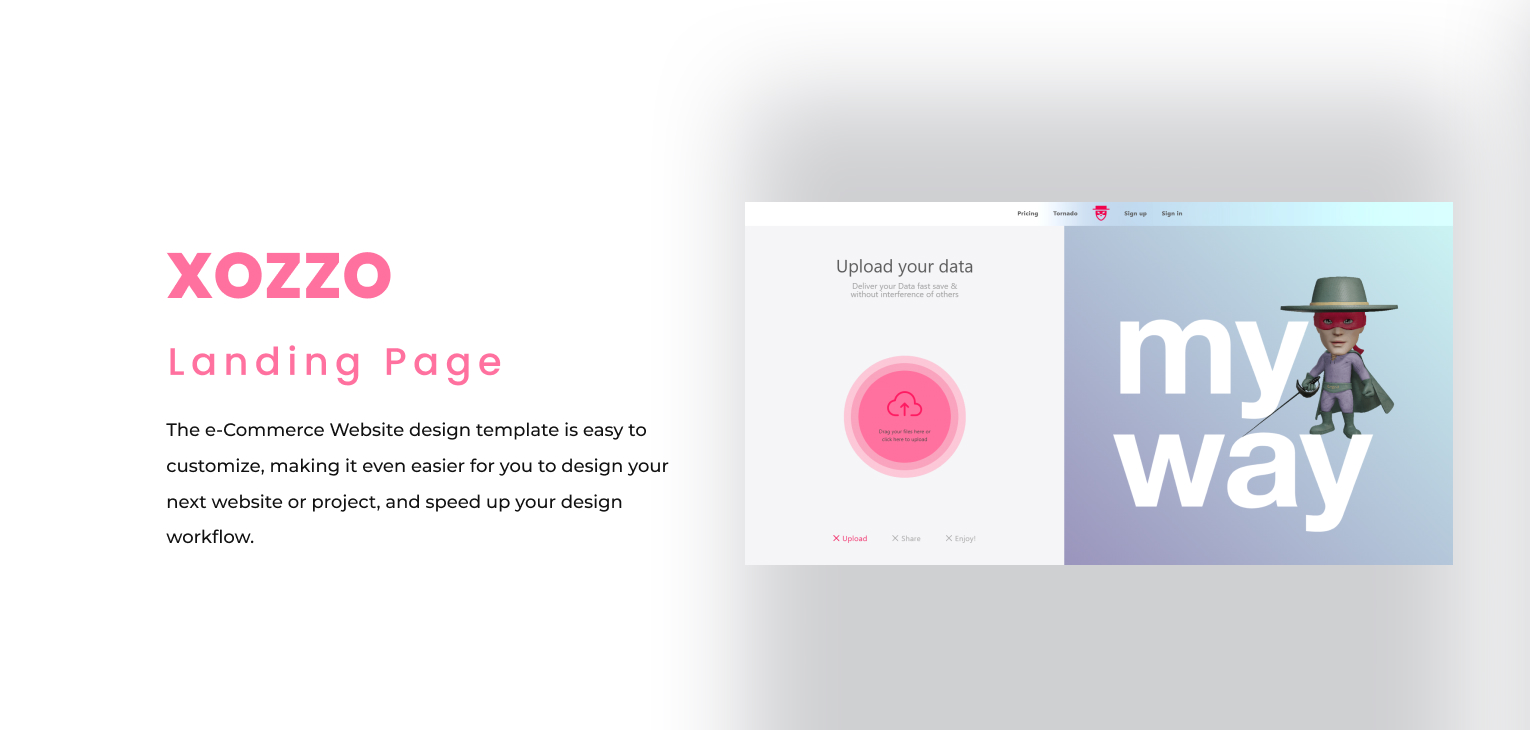 XOZZO
Landing Page
The e-Commerce Website design template is easy to
customize, making it even easier for you to design your
next website or project, and speed up your design
workflow.
Pricing Tornado Sign up Sign in
Upload your data
Deliver your Data fast save &
without interference of others
Drag your files here or
click here to upload
Upload Share Enjoy!
my
way